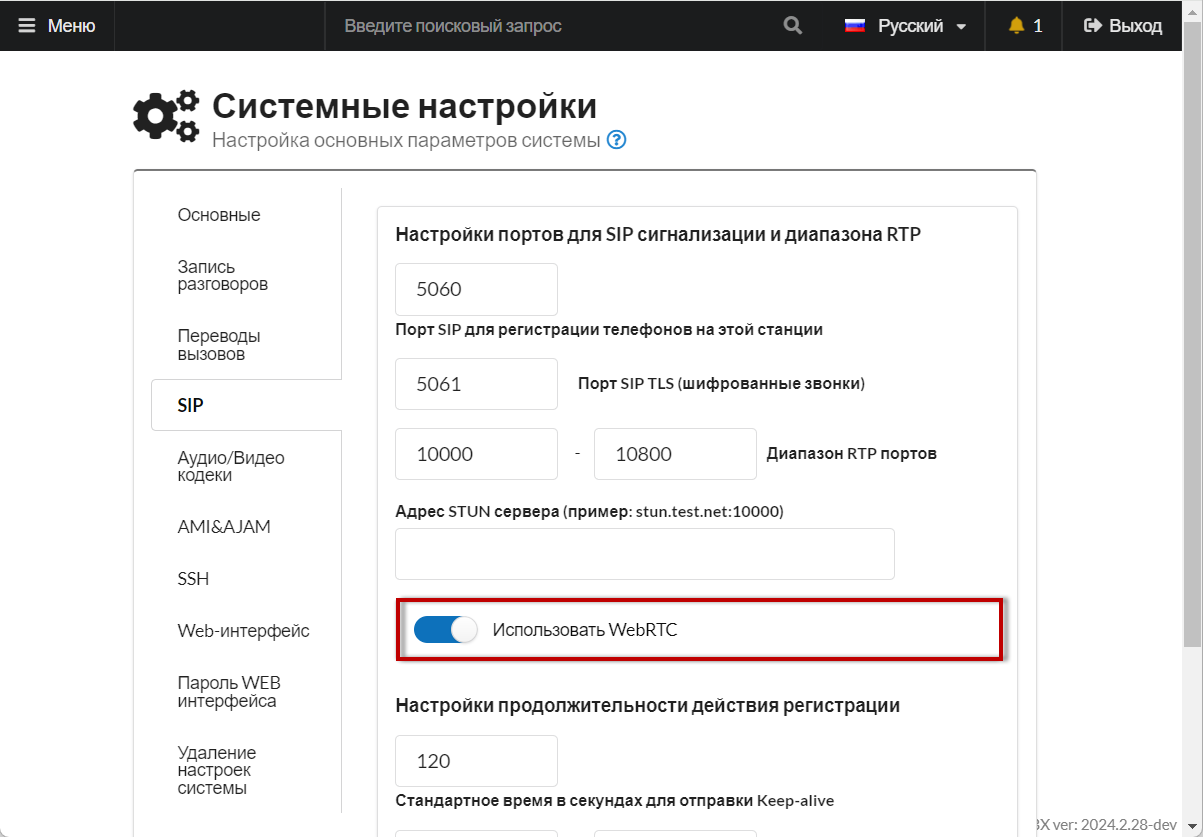 Меню
Введите поисковый запрос
Русский
1
Выход
Системные настройки
Настройка основных параметров системы
Основные
Запись
разговоров
Переводы
вызовов
SIP
Аудио/Видео
кодеки
AMI&AJAM
SSH
Web-интерфейс
Пароль WEB
интерфейса
Удаление
настроек
системы
Настройки портов для SIP сигнализации и диапазона RTP
5060
Порт SIP для регистрации телефонов на этой станции
5061 Порт SIP TLS (шифрованные звонки)
10000 - 10800 Диапазон RTP портов
Адрес STUN сервера (пример: stun.test.net:10000)
Использовать WebRTC
Настройки продолжительности действия регистрации
120
Стандартное время в секундах для отправки Keep-alive
ver: 2024.2.28-dev